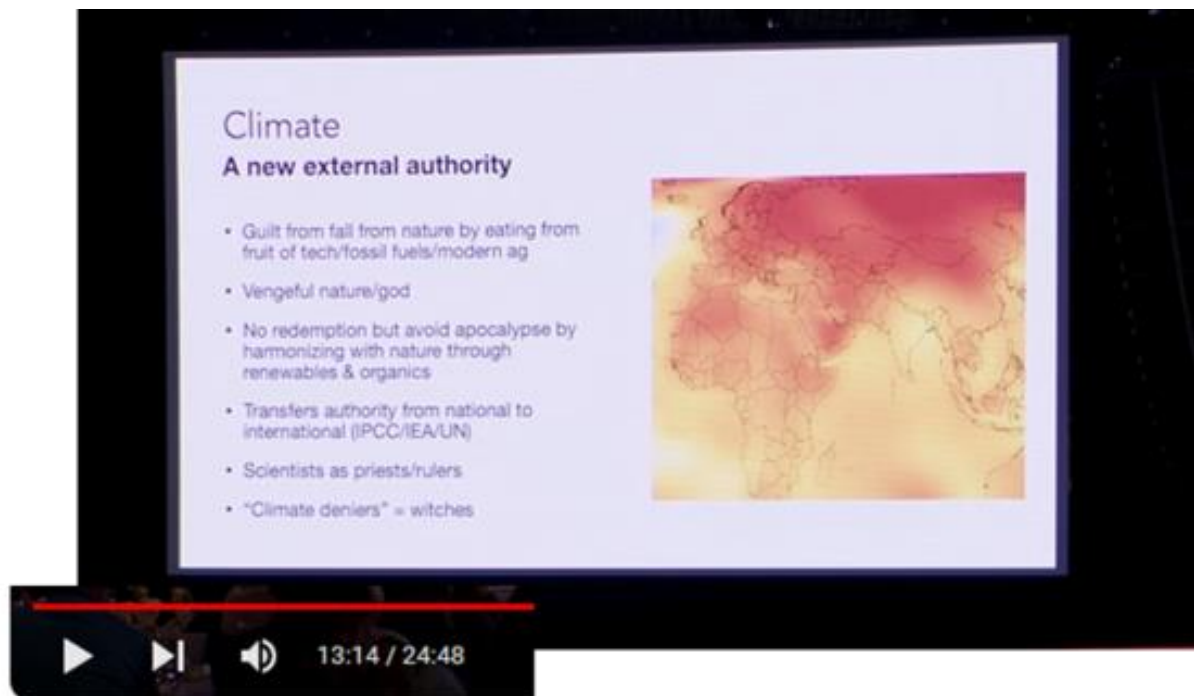 Climate
A new external authority
• Guilt from fall from nature by eating from
fruit of tech/fossil fuels/modern ag
• Vengeful nature/god
• No redemption but avoid apocalypse by
harmonizing with nature through
renewables & organics
• Transfers authority from national to
international (IPCC/IEA/UN)
• Scientists as priests/rulers
• "Climate deniers" = witches
13:14 / 24:48